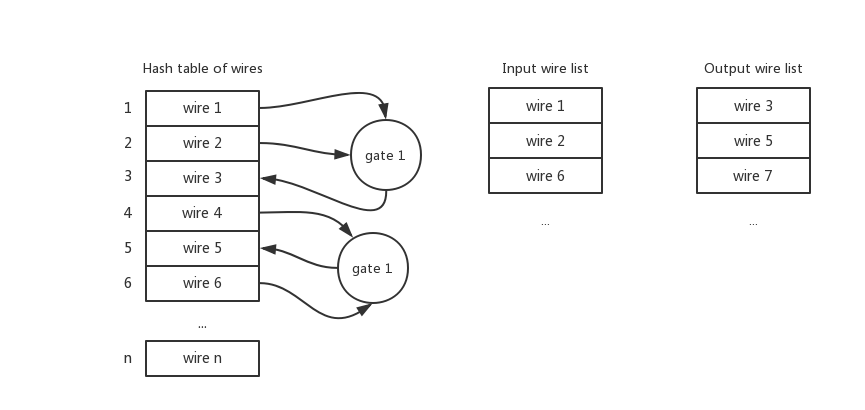 Hash table of wires
1 wire 1
2 wire 2
3 wire 3
4 wire 4
5 wire 5
6 wire 6
...
n wire n
gate 1
gate 1
Input wire list
wire 1
wire 2
wire 6
...
Output wire list
wire 3
wire 5
wire 7
...